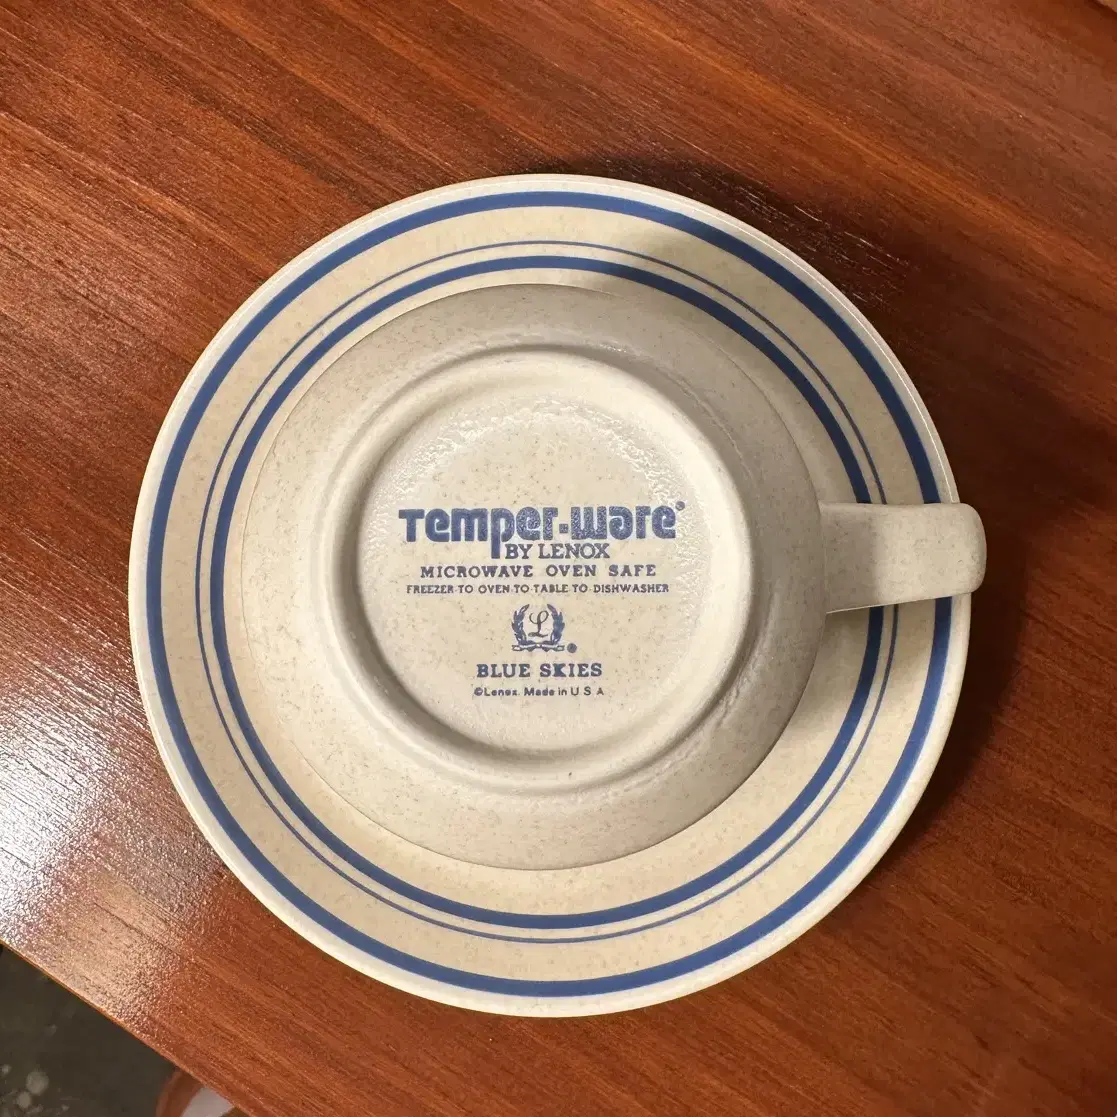 Temper-Ware®
BY LENOX
MICROWAVE OVEN SAFE
FREEZER TO OVEN TO TABLE TO DISHWASHER
L
®
BLUE SKIES
©Lenox. Made in U S A